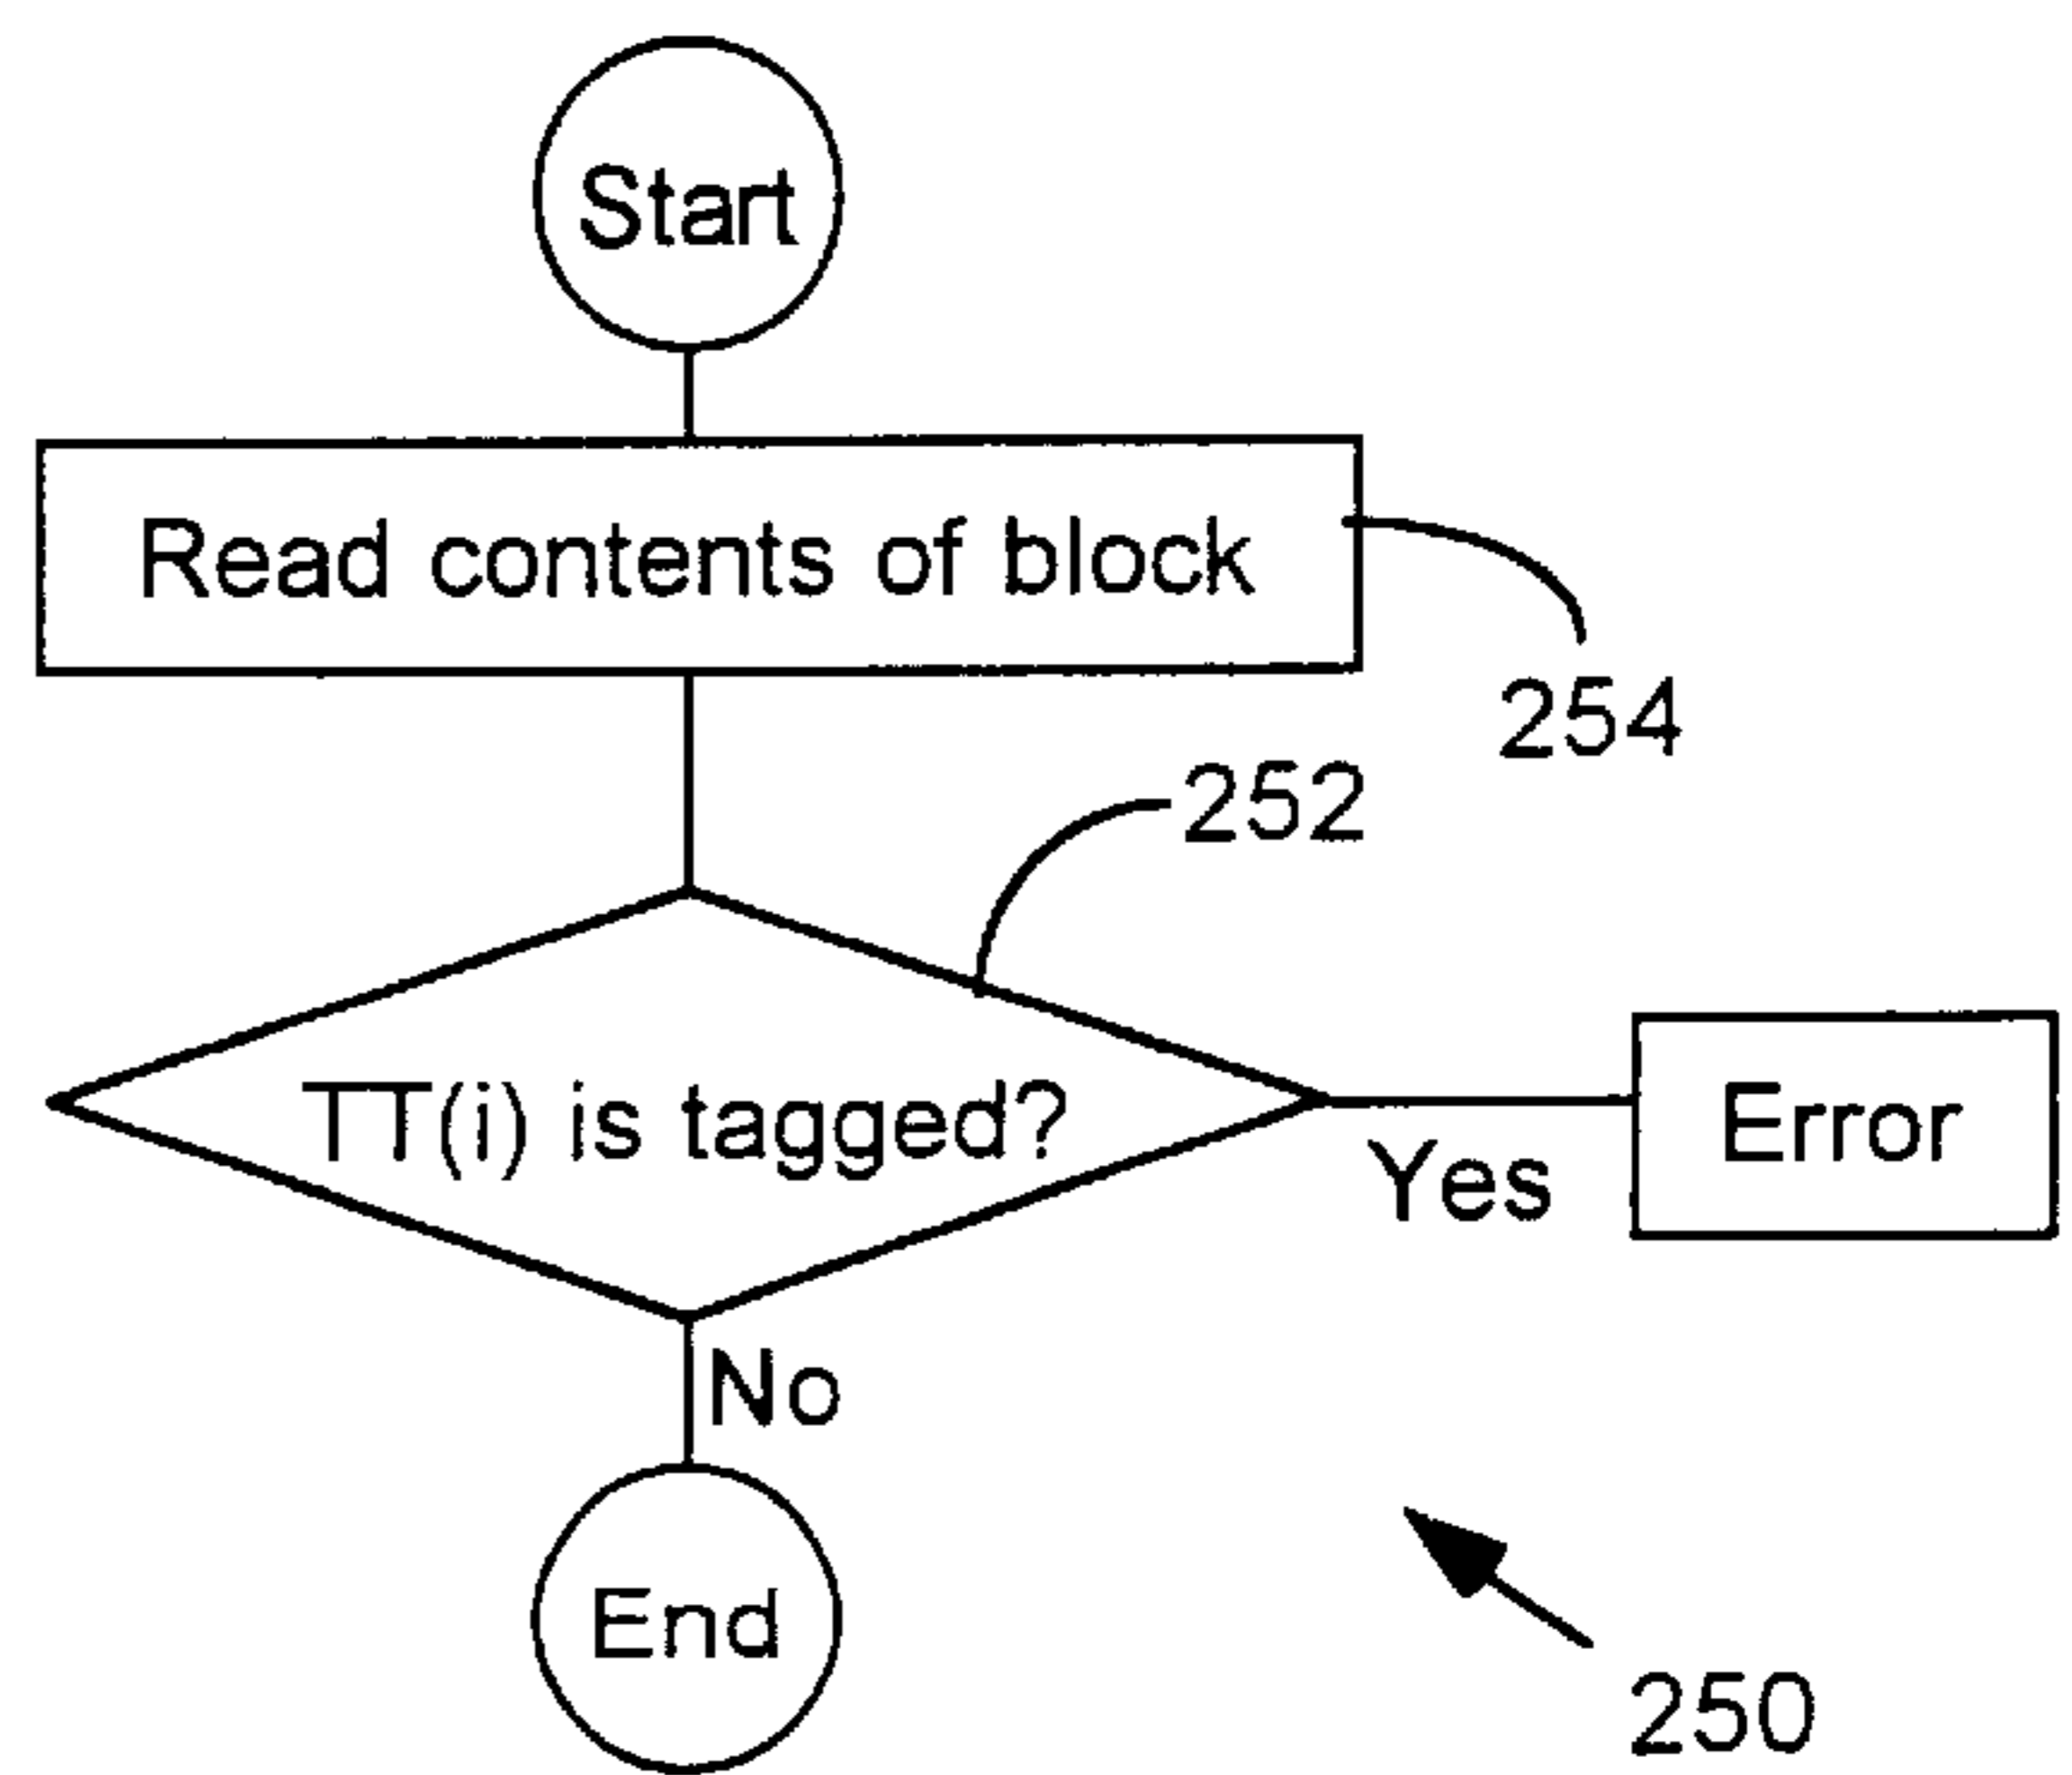 Start
Read contents of block
254
252
TT(i) is tagged?
Yes
Error
No
End
250